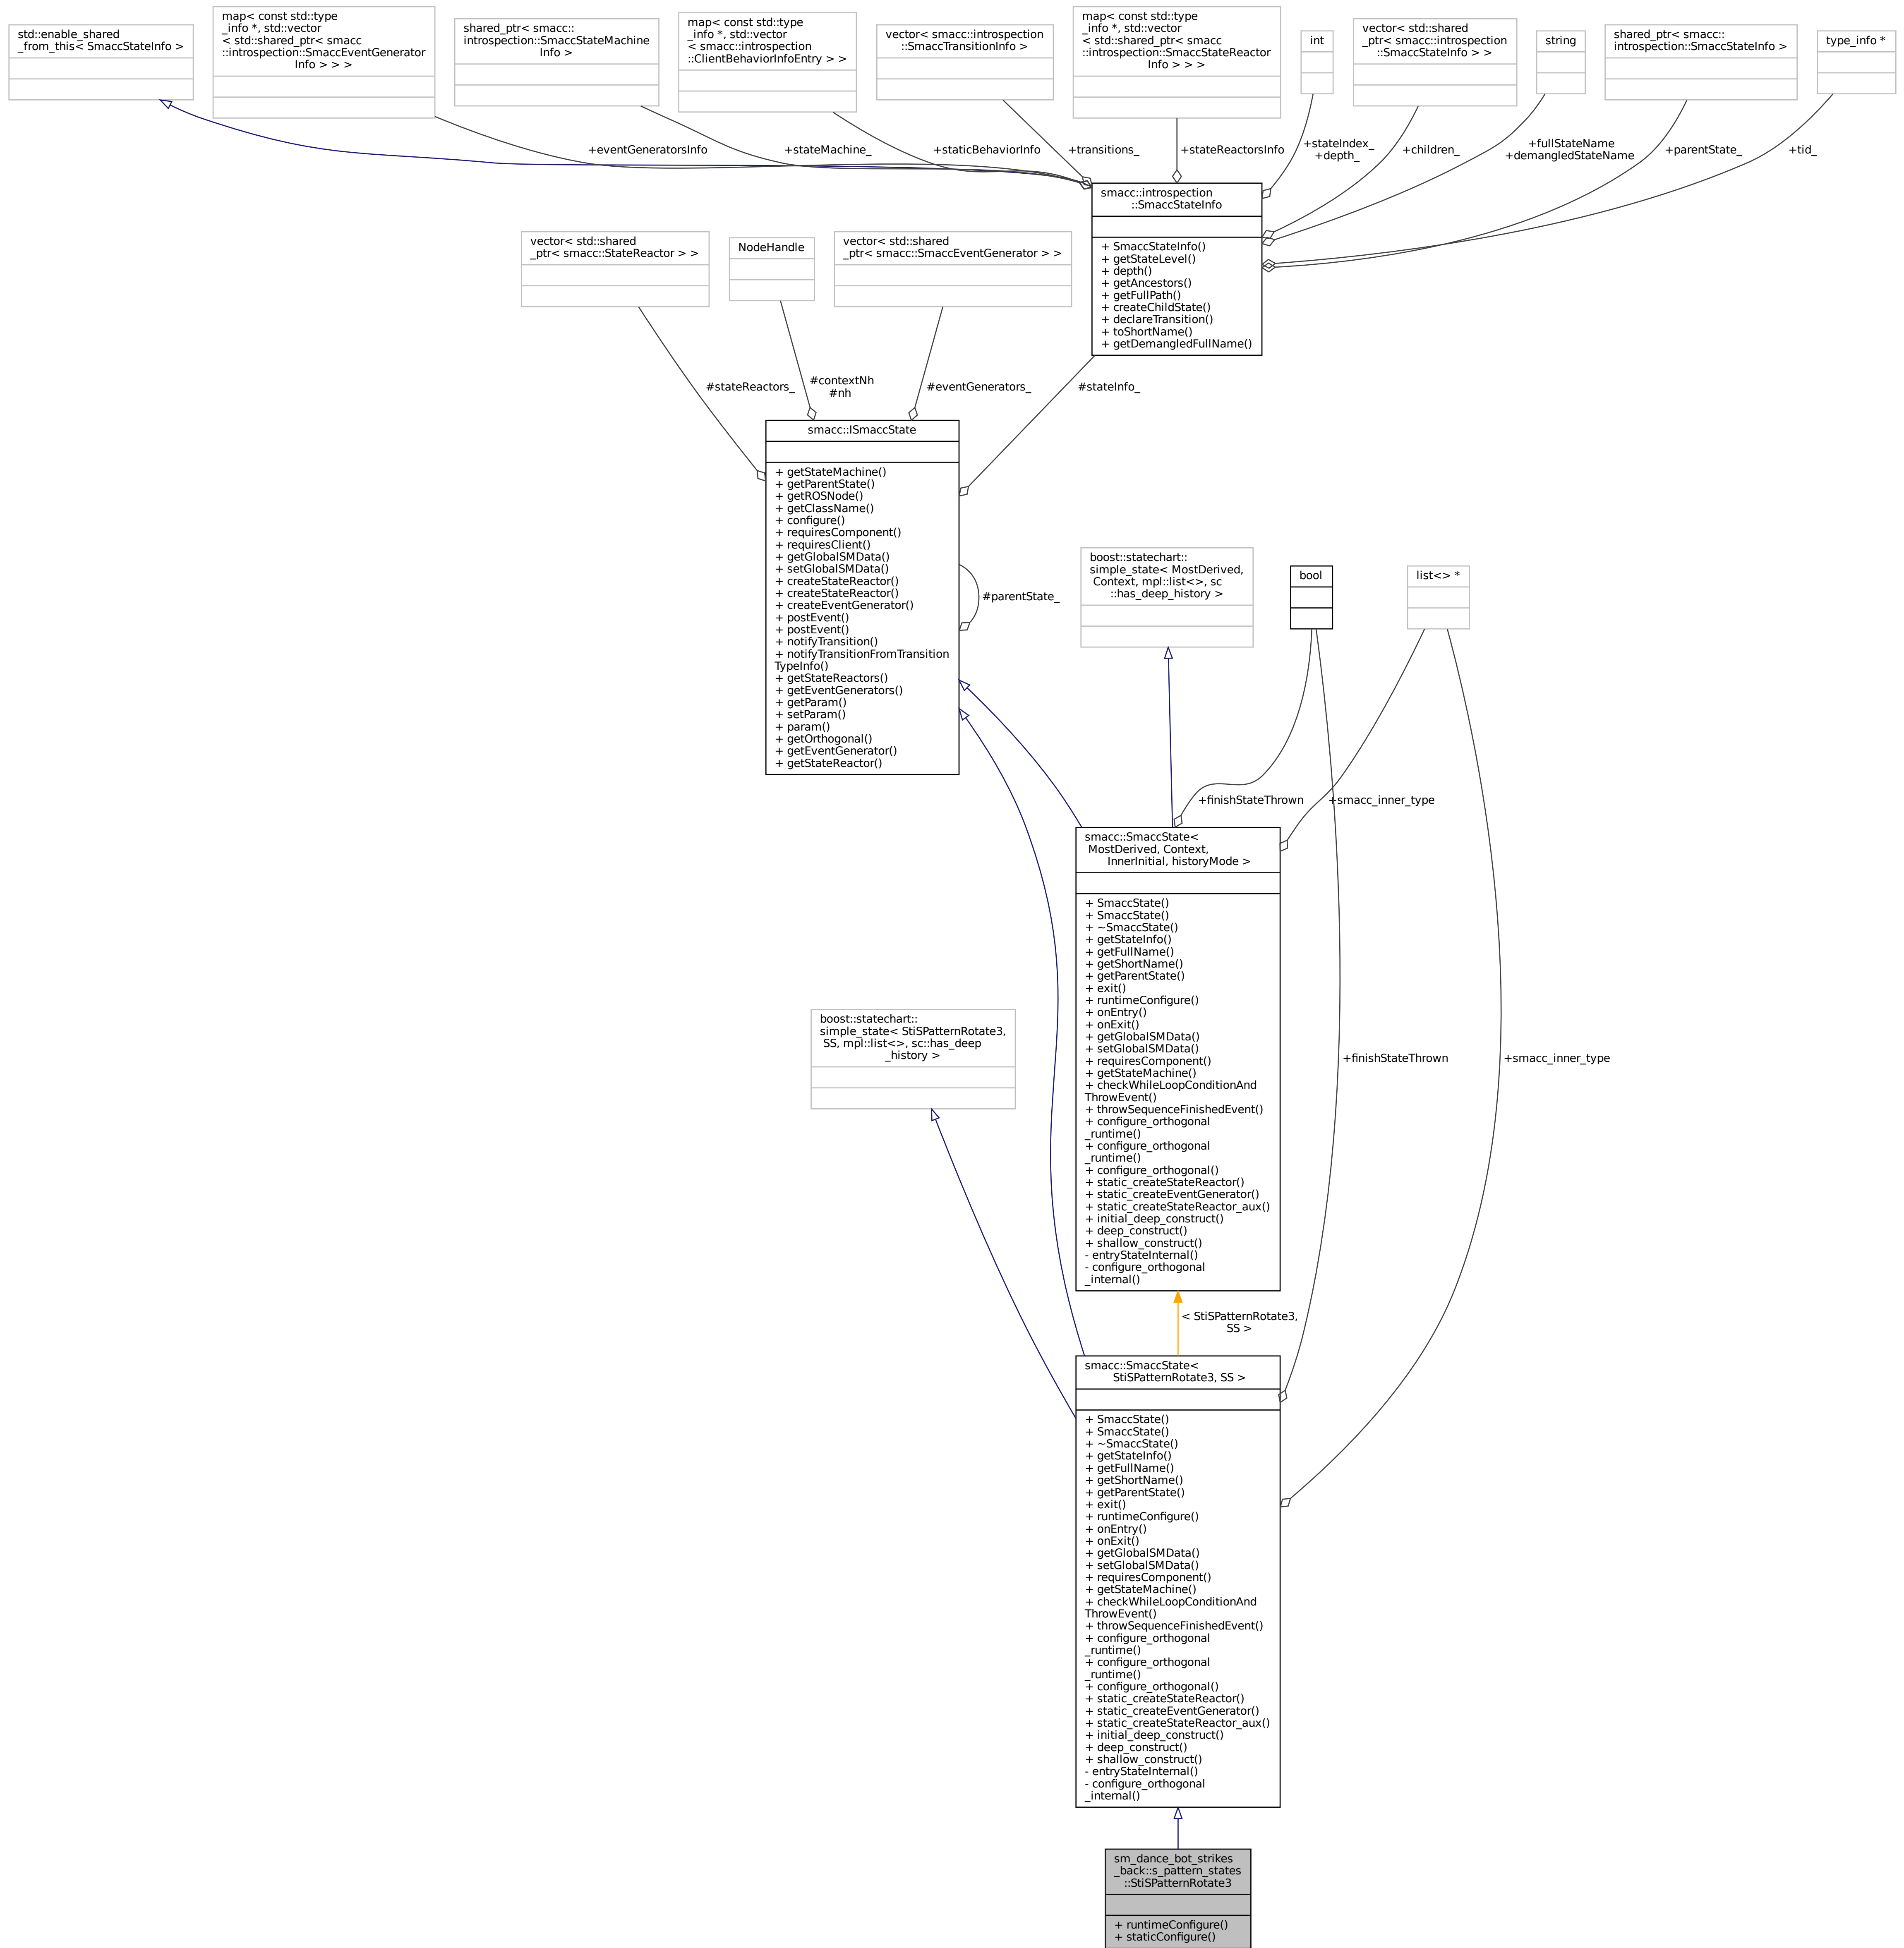 std::enable_shared
_from_this< SmaccStateInfo >
map< const std::type
_info *, std::vector
< std::shared_ptr< smacc
::introspection::SmaccEventGenerator
Info > > >
shared_ptr< smacc::
introspection::SmaccStateMachine
Info >
map< const std::type
_info *, std::vector
< smacc::introspection
::ClientBehaviorInfoEntry > >
vector< smacc::introspection
::SmaccTransitionInfo >
map< const std::type
_info *, std::vector
< std::shared_ptr< smacc
::introspection::SmaccStateReactor
Info > > >
int
vector< std::shared
_ptr< smacc::introspection
::SmaccStateInfo > >
string
shared_ptr< smacc::
introspection::SmaccStateInfo >
type_info *
+eventGeneratorsInfo
+stateMachine_
+staticBehaviorInfo
+transitions_
+stateReactorsInfo
+stateIndex_
+depth_
+children_
+fullStateName
+demangledStateName
+parentState_
+tid_
smacc::introspection
::SmaccStateInfo
+ SmaccStateInfo()
+ getStateLevel()
+ depth()
+ getAncestors()
+ getFullPath()
+ createChildState()
+ declareTransition()
+ toShortName()
+ getDemangledFullName()
vector< std::shared
_ptr< smacc::StateReactor > >
NodeHandle
vector< std::shared
_ptr< smacc::SmaccEventGenerator > >
#stateReactors_
#contextNh
#nh
#eventGenerators_
#stateInfo_
smacc::ISmaccState
+ getStateMachine()
+ getParentState()
+ getROSNode()
+ getClassName()
+ configure()
+ requiresComponent()
+ requiresClient()
+ getGlobalSMData()
+ setGlobalSMData()
+ createStateReactor()
+ createStateReactor()
+ createEventGenerator()
+ postEvent()
+ postEvent()
+ notifyTransition()
+ notifyTransitionFromTransition
TypeInfo()
+ getStateReactors()
+ getEventGenerators()
+ getParam()
+ setParam()
+ param()
+ getOrthogonal()
+ getEventGenerator()
+ getStateReactor()
#parentState_
boost::statechart::
simple_state< MostDerived,
Context, mpl::list<>, sc
::has_deep_history >
bool
list<> *
+finishStateThrown
+smacc_inner_type
smacc::SmaccState<
MostDerived, Context,
InnerInitial, historyMode >
+ SmaccState()
+ SmaccState()
+ ~SmaccState()
+ getStateInfo()
+ getFullName()
+ getShortName()
+ getParentState()
+ exit()
+ runtimeConfigure()
+ onEntry()
+ onExit()
+ getGlobalSMData()
+ setGlobalSMData()
+ requiresComponent()
+ getStateMachine()
+ checkWhileLoopConditionAnd
ThrowEvent()
+ throwSequenceFinishedEvent()
+ configure_orthogonal
_runtime()
+ configure_orthogonal
_runtime()
+ configure_orthogonal()
+ static_createStateReactor()
+ static_createEventGenerator()
+ static_createStateReactor_aux()
+ initial_deep_construct()
+ deep_construct()
+ shallow_construct()
- entryStateInternal()
- configure_orthogonal
_internal()
boost::statechart::
simple_state< StiSPatternRotate3,
SS, mpl::list<>, sc::has_deep
_history >
+finishStateThrown
+smacc_inner_type
< StiSPatternRotate3,
SS >
smacc::SmaccState<
StiSPatternRotate3, SS >
+ SmaccState()
+ SmaccState()
+ ~SmaccState()
+ getStateInfo()
+ getFullName()
+ getShortName()
+ getParentState()
+ exit()
+ runtimeConfigure()
+ onEntry()
+ onExit()
+ getGlobalSMData()
+ setGlobalSMData()
+ requiresComponent()
+ getStateMachine()
+ checkWhileLoopConditionAnd
ThrowEvent()
+ throwSequenceFinishedEvent()
+ configure_orthogonal
_runtime()
+ configure_orthogonal
_runtime()
+ configure_orthogonal()
+ static_createStateReactor()
+ static_createEventGenerator()
+ static_createStateReactor_aux()
+ initial_deep_construct()
+ deep_construct()
+ shallow_construct()
- entryStateInternal()
- configure_orthogonal
_internal()
sm_dance_bot_strikes
_back::s_pattern_states
::StiSPatternRotate3
+ runtimeConfigure()
+ staticConfigure()